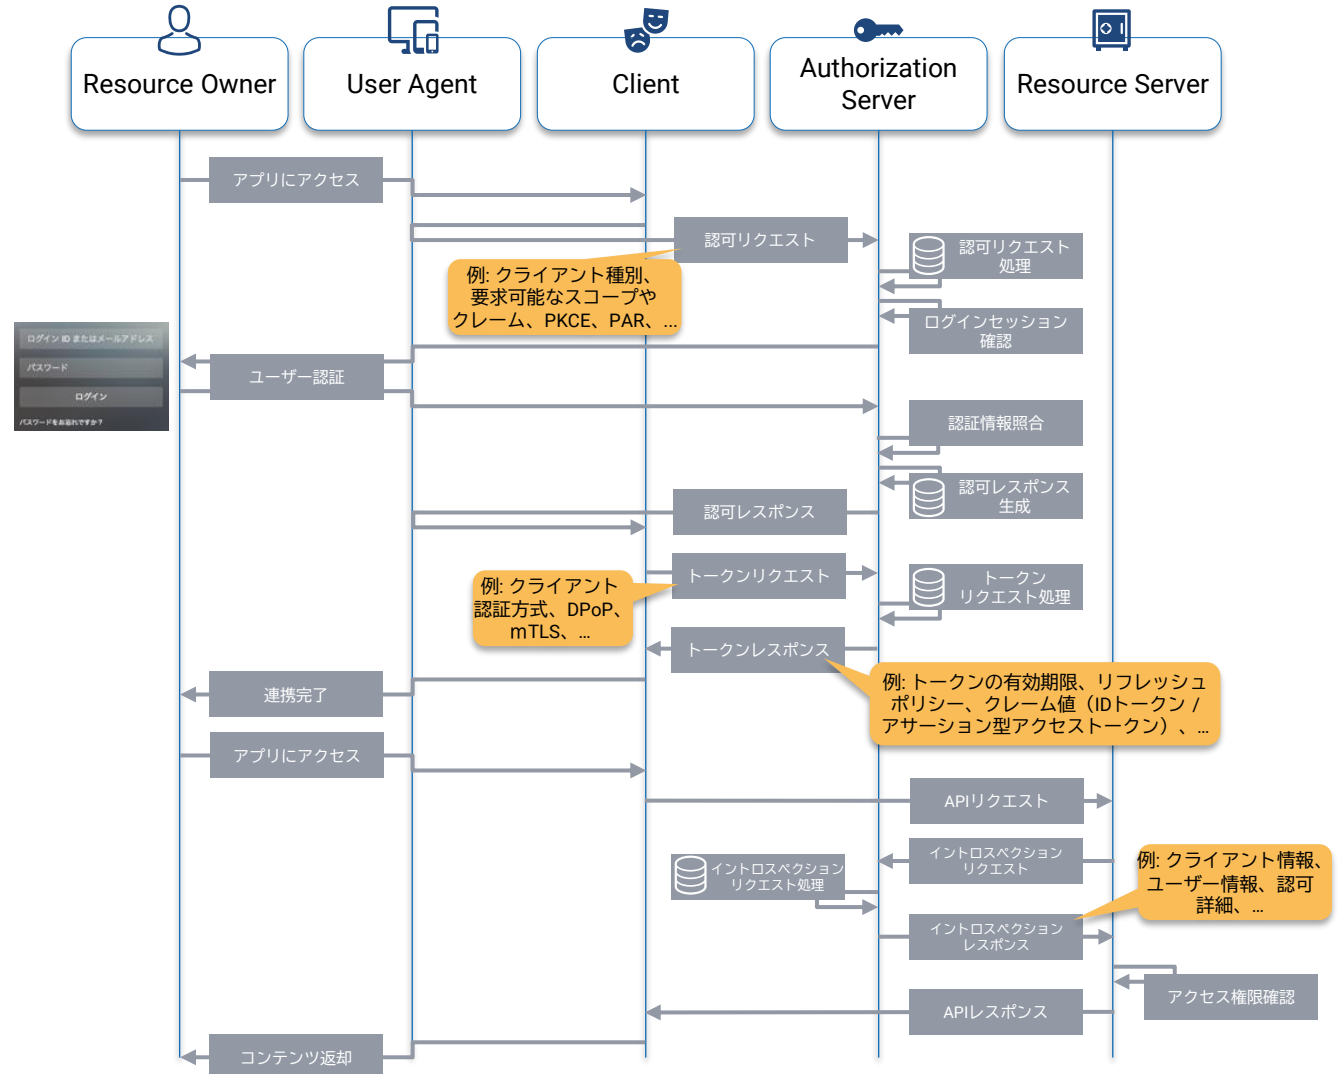 Resource Owner
User Agent
Client
Authorization
Server
Resource Server
アプリにアクセス
認可リクエスト
認可リクエスト
処理
例: クライアント種別、
要求可能なスコープや
クレーム、PKCE、PAR、...
ログインセッション
確認
ログイン ID またはメールアドレス
パスワード
ログイン
パスワードをお忘れですか？
ユーザー認証
認証情報照合
認可レスポンス
生成
認可レスポンス
トークンリクエスト
トークン
リクエスト処理
例: クライアント
認証方式、DPoP、
mTLS、...
トークンレスポンス
例: トークンの有効期限、リフレッシュ
ポリシー、クレーム値（IDトークン /
アサーション型アクセストークン）、...
連携完了
アプリにアクセス
APIリクエスト
イントロスペクション
リクエスト
イントロスペクション
リクエスト処理
例: クライアント情報、
ユーザー情報、認可
詳細、...
イントロスペクション
レスポンス
アクセス権限確認
APIレスポンス
コンテンツ返却